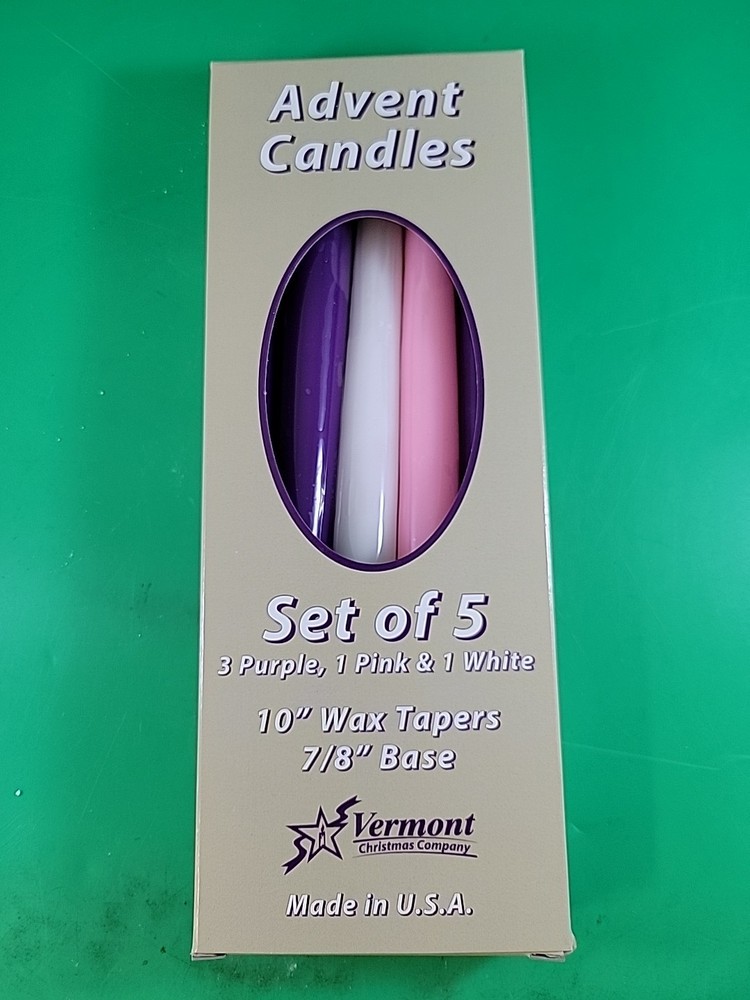 Advent
Candles
Set of 5
3 Purple, 1 Pink & 1 White
10" Wax Tapers
7/8" Base
Vermont
Christmas Company
Made in U.S.A.